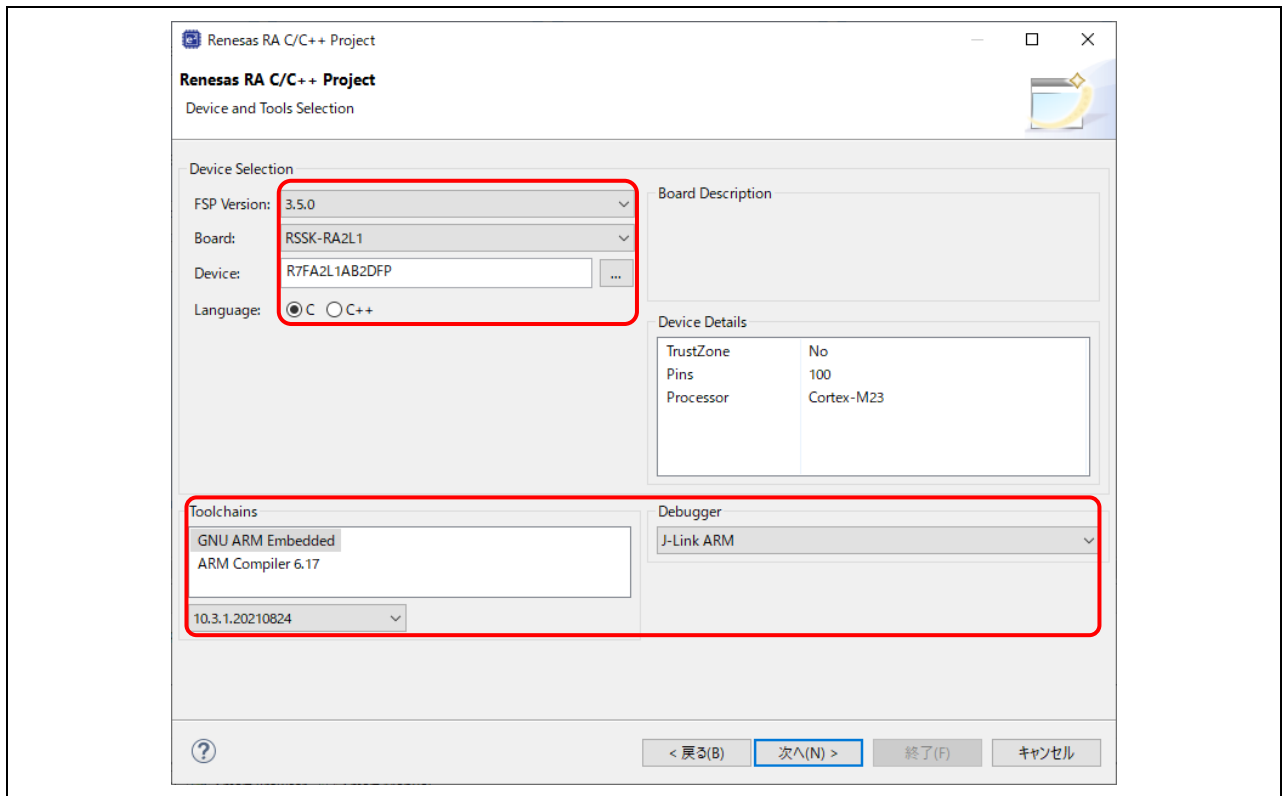 Renesas RA C/C++ Project
Renesas RA C/C++ Project
Device and Tools Selection
Device Selection
FSP Version: 3.5.0
Board: RSSK-RA2L1
Device: R7FA2L1AB2DFP ...
Language: C C++
Board Description
Device Details
TrustZone No
Pins 100
Processor Cortex-M23
Toolchains
GNU ARM Embedded
ARM Compiler 6.17
10.3.1.20210824
Debugger
J-Link ARM
?
< 戻る(B) 次へ(N) > 終了(F) キャンセル